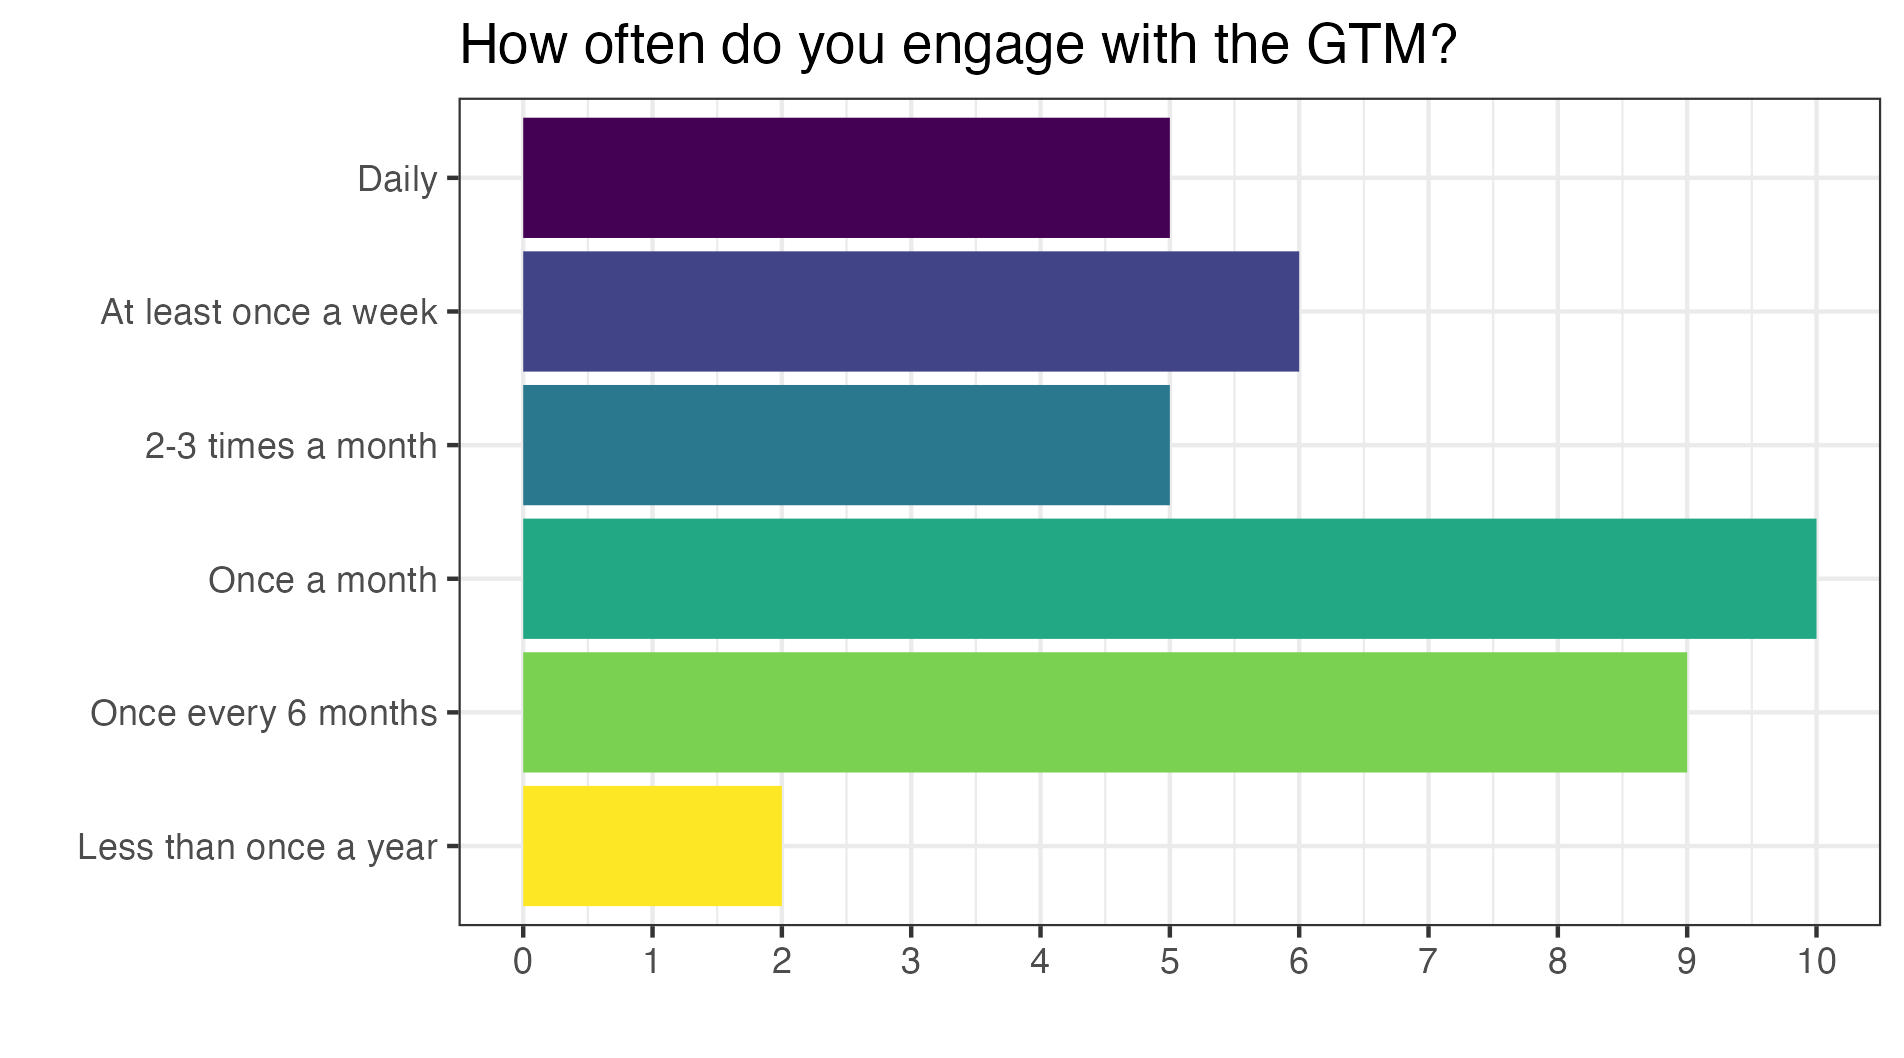 How often do you engage with the GTM?
Daily
At least once a week
2-3 times a month
Once a month
Once every 6 months
Less than once a year
0 1 2 3 4 5 6 7 8 9 10